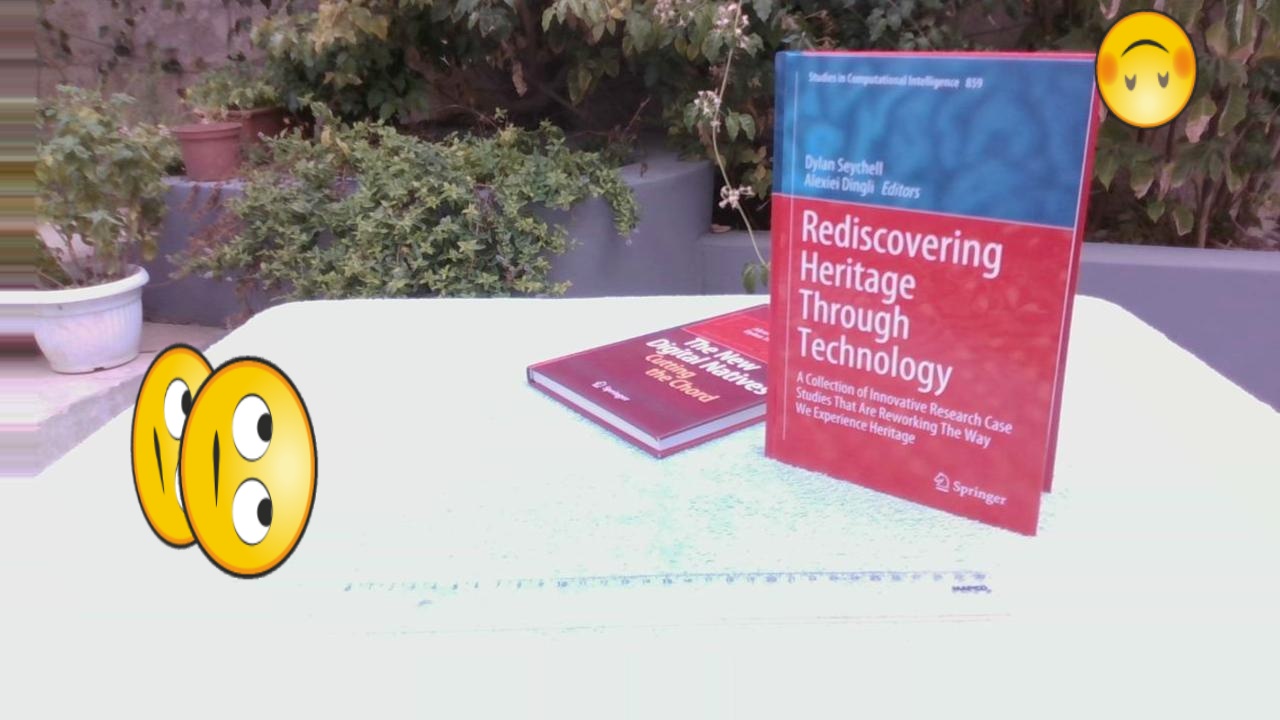 Studies in Computational Intelligence 859
Dylan Seychell
Alexiei Dingli Editors
Rediscovering
Heritage
Through
Technology
A Collection of Innovative Research Case
Studies That Are Reworking The Way
We Experience Heritage
Springer
The New
Digital Natives
Cutting
the Chord
Springer